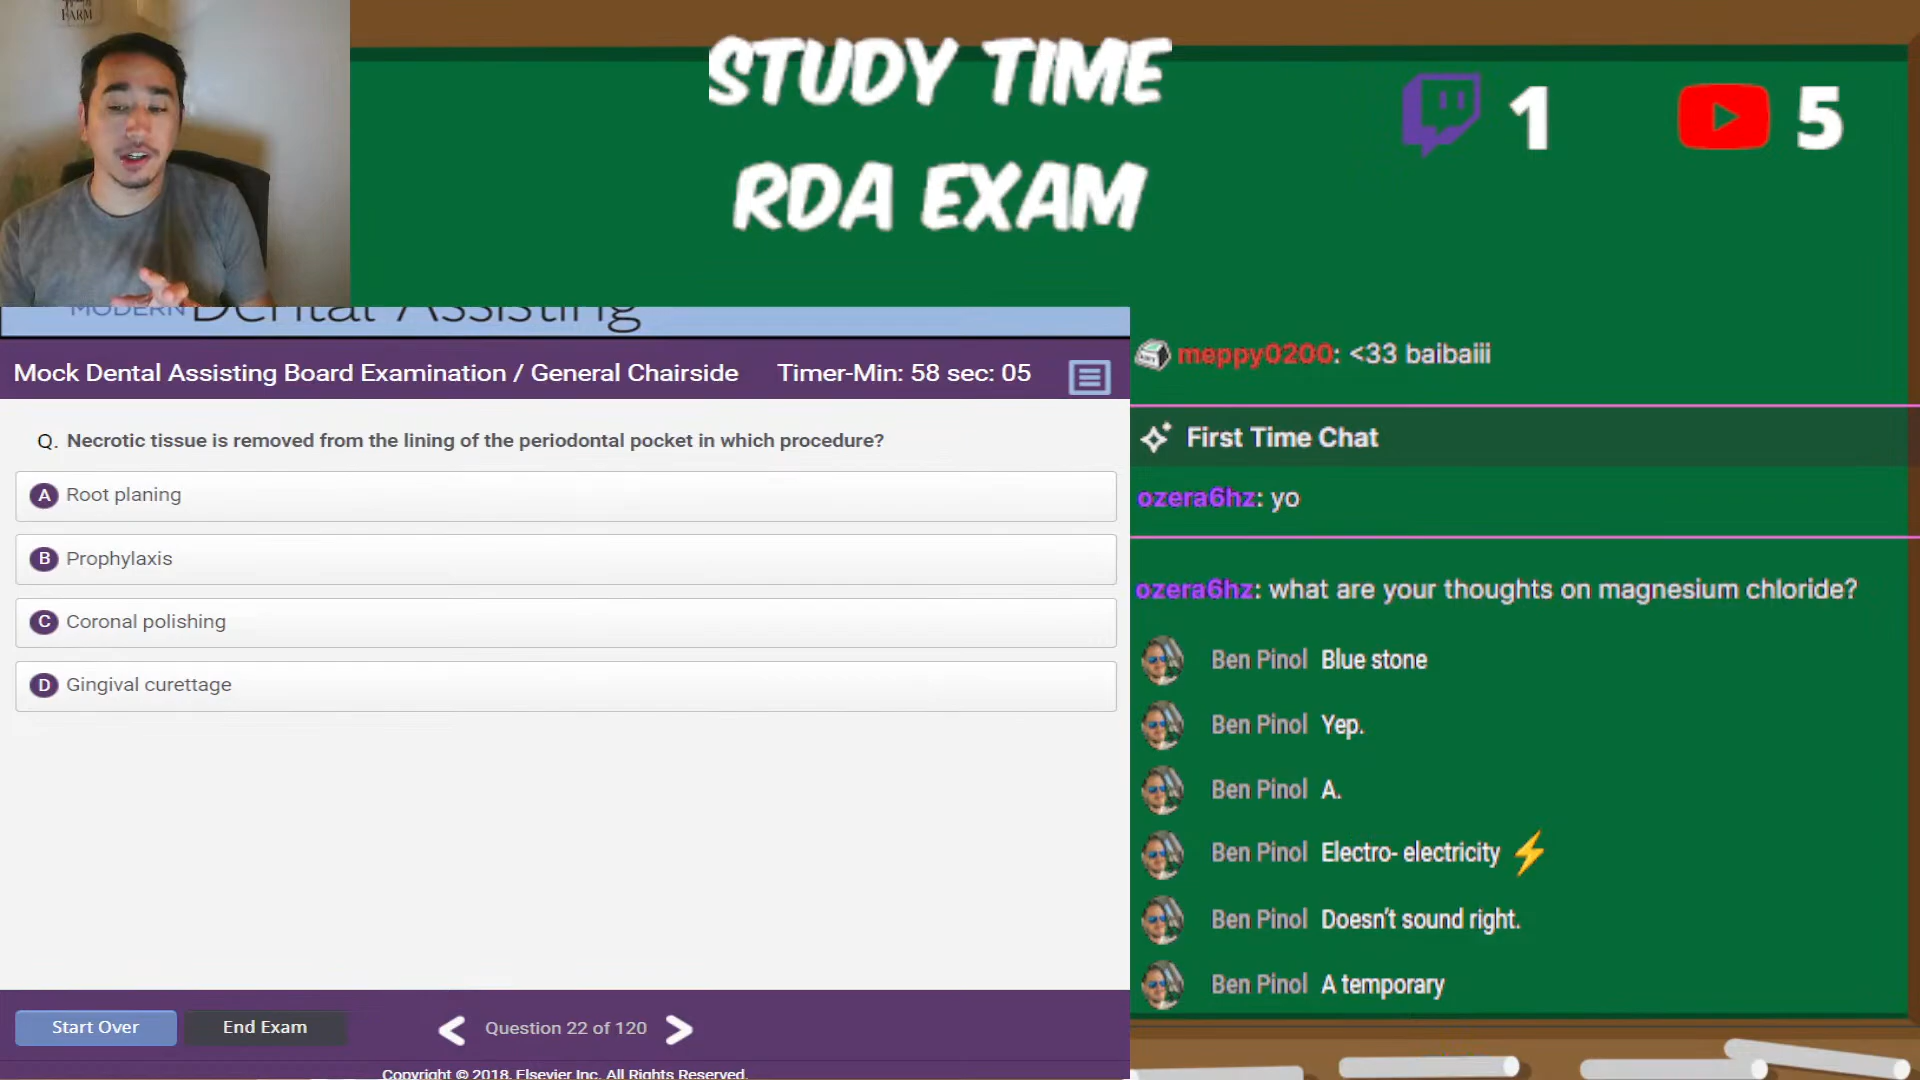 FARM
STUDY TIME
RDA EXAM
1
5
MODERN Dental Assisting
Mock Dental Assisting Board Examination / General Chairside Timer-Min: 58 sec: 05
Q. Necrotic tissue is removed from the lining of the periodontal pocket in which procedure?
A Root planing
B Prophylaxis
C Coronal polishing
D Gingival curettage
Start Over
End Exam
Question 22 of 120
Copyright © 2018, Elsevier Inc. All Rights Reserved.
meppy0200: <33 baibaiii
First Time Chat
ozera6hz: yo
ozera6hz: what are your thoughts on magnesium chloride?
Ben Pinol Blue stone
Ben Pinol Yep.
Ben Pinol A.
Ben Pinol Electro- electricity ⚡
Ben Pinol Doesn't sound right.
Ben Pinol A temporary